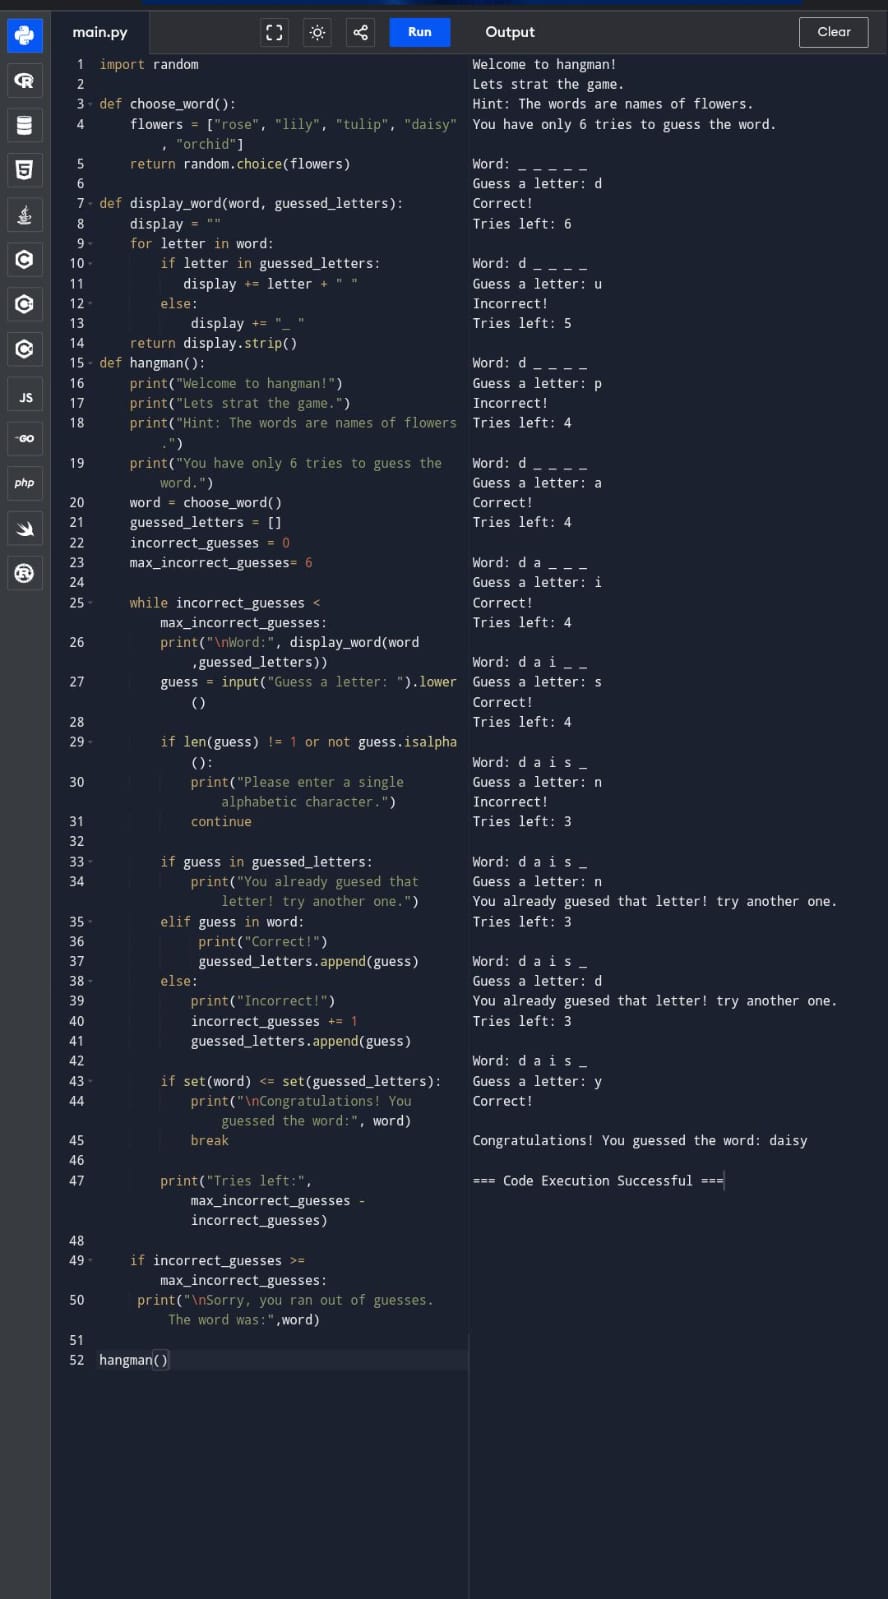 main.py
Run
Output
Clear
R
5
C
C
C
JS
GO
php
R
1 import random
2
3 def choose_word():
4 flowers = ["rose", "lily", "tulip", "daisy"
, "orchid"]
5 return random.choice(flowers)
6
7 def display_word(word, guessed_letters):
8 display = ""
9 for letter in word:
10 if letter in guessed_letters:
11 display += letter + " "
12 else:
13 display += "_ "
14 return display.strip()
15 def hangman():
16 print("Welcome to hangman!")
17 print("Lets strat the game.")
18 print("Hint: The words are names of flowers
.")
19 print("You have only 6 tries to guess the
word.")
20 word = choose_word()
21 guessed_letters = []
22 incorrect_guesses = 0
23 max_incorrect_guesses= 6
24
25 while incorrect_guesses <
max_incorrect_guesses:
26 print("\nWord:", display_word(word
,guessed_letters))
27 guess = input("Guess a letter: ").lower
()
28
29 if len(guess) != 1 or not guess.isalpha
():
30 print("Please enter a single
alphabetic character.")
31 continue
32
33 if guess in guessed_letters:
34 print("You already guesed that
letter! try another one.")
35 elif guess in word:
36 print("Correct!")
37 guessed_letters.append(guess)
38 else:
39 print("Incorrect!")
40 incorrect_guesses += 1
41 guessed_letters.append(guess)
42
43 if set(word) <= set(guessed_letters):
44 print("\nCongratulations! You
guessed the word:", word)
45 break
46
47 print("Tries left:",
max_incorrect_guesses -
incorrect_guesses)
48
49 if incorrect_guesses >=
max_incorrect_guesses:
50 print("\nSorry, you ran out of guesses.
The word was:",word)
51
52 hangman()
Welcome to hangman!
Lets strat the game.
Hint: The words are names of flowers.
You have only 6 tries to guess the word.
Word: _ _ _ _ _
Guess a letter: d
Correct!
Tries left: 6
Word: d _ _ _ _
Guess a letter: u
Incorrect!
Tries left: 5
Word: d _ _ _ _
Guess a letter: p
Incorrect!
Tries left: 4
Word: d _ _ _ _
Guess a letter: a
Correct!
Tries left: 4
Word: d a _ _ _
Guess a letter: i
Correct!
Tries left: 4
Word: d a i _ _
Guess a letter: s
Correct!
Tries left: 4
Word: d a i s _
Guess a letter: n
Incorrect!
Tries left: 3
Word: d a i s _
Guess a letter: n
You already guesed that letter! try another one.
Tries left: 3
Word: d a i s _
Guess a letter: d
You already guesed that letter! try another one.
Tries left: 3
Word: d a i s _
Guess a letter: y
Correct!
Congratulations! You guessed the word: daisy
=== Code Execution Successful ===